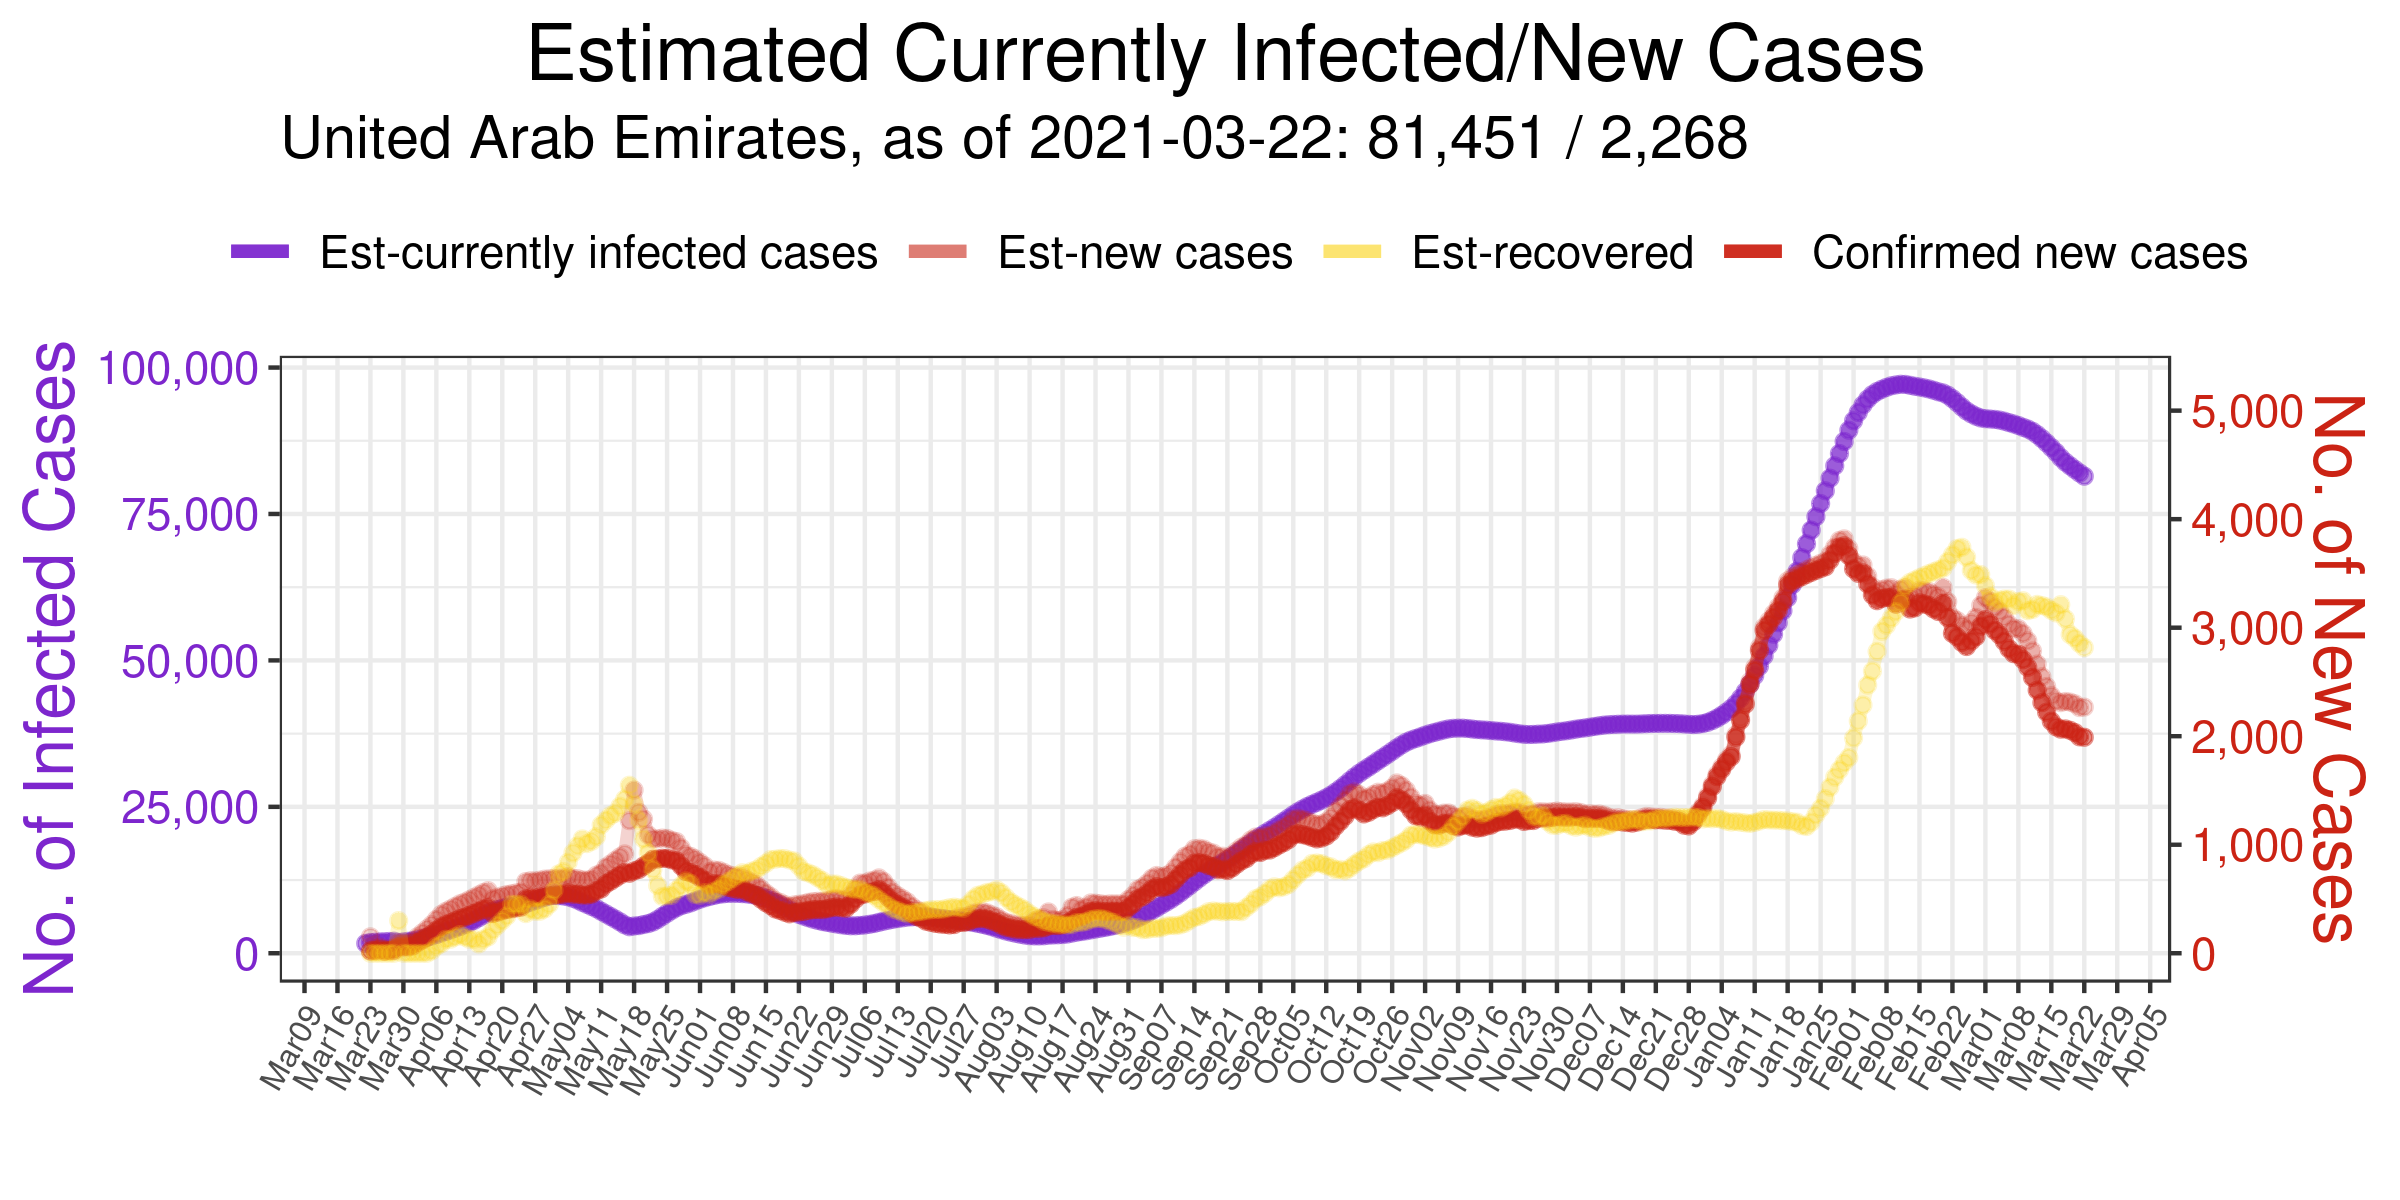 Estimated Currently Infected/New Cases
United Arab Emirates, as of 2021-03-22: 81,451 / 2,268
Est-currently infected cases Est-new cases Est-recovered Confirmed new cases
No. of Infected Cases
100,000
75,000
50,000
25,000
0
5,000
4,000
3,000
2,000
1,000
0
No. of New Cases
Mar09 Mar16 Mar23 Mar30 Apr06 Apr13 Apr20 Apr27 May04 May11 May18 May25 Jun01 Jun08 Jun15 Jun22 Jun29 Jul06 Jul13 Jul20 Jul27 Aug03 Aug10 Aug17 Aug24 Aug31 Sep07 Sep14 Sep21 Sep28 Oct05 Oct12 Oct19 Oct26 Nov02 Nov09 Nov16 Nov23 Nov30 Dec07 Dec14 Dec21 Dec28 Jan04 Jan11 Jan18 Jan25 Feb01 Feb08 Feb15 Feb22 Mar01 Mar08 Mar15 Mar22 Mar29 Apr05